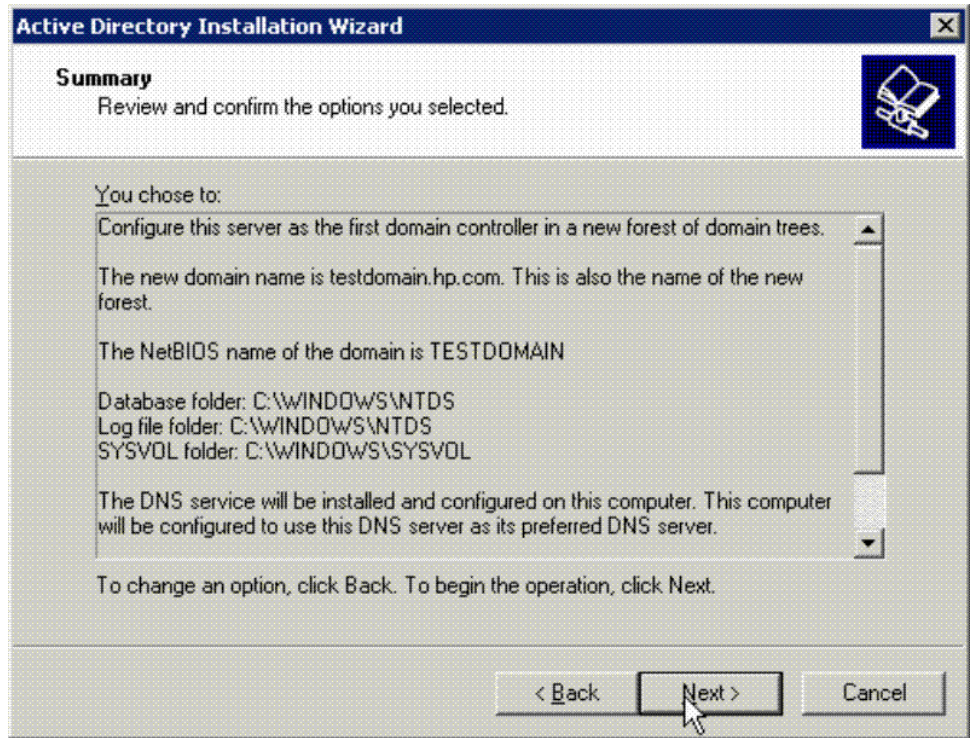 Active Directory Installation Wizard
Summary
Review and confirm the options you selected.
You chose to:
Configure this server as the first domain controller in a new forest of domain trees.
The new domain name is testdomain.hp.com. This is also the name of the new
forest.
The NetBIOS name of the domain is TESTDOMAIN
Database folder: C:\WINDOWS\NTDS
Log file folder: C:\WINDOWS\NTDS
SYSVOL folder: C:\WINDOWS\SYSVOL
The DNS service will be installed and configured on this computer. This computer
will be configured to use this DNS server as its preferred DNS server.
To change an option, click Back. To begin the operation, click Next.
< Back
Next >
Cancel